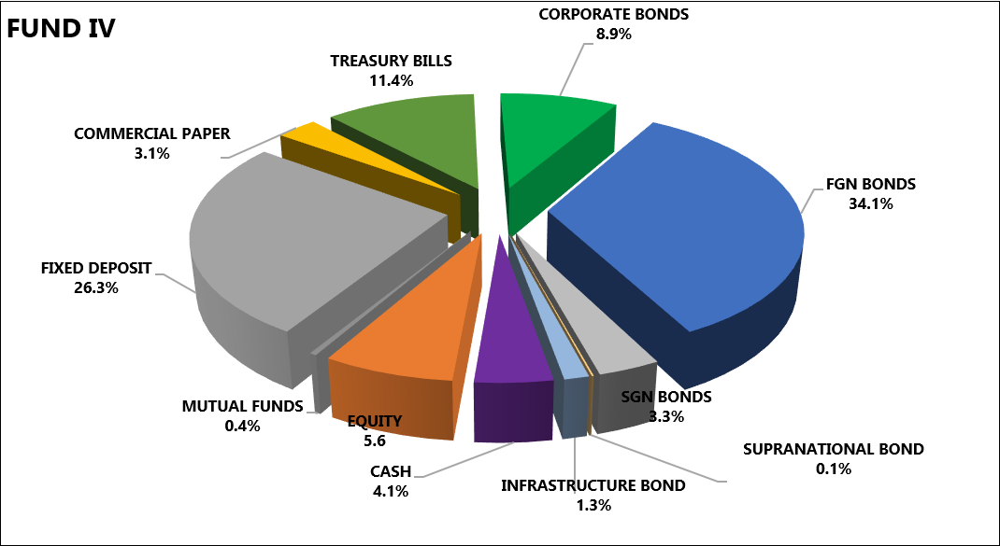 FUND IV
CORPORATE BONDS
8.9%
TREASURY BILLS
11.4%
COMMERCIAL PAPER
3.1%
FGN BONDS
34.1%
FIXED DEPOSIT
26.3%
MUTUAL FUNDS
0.4%
EQUITY
5.6
SGN BONDS
3.3%
SUPRANATIONAL BOND
0.1%
CASH
4.1%
INFRASTRUCTURE BOND
1.3%